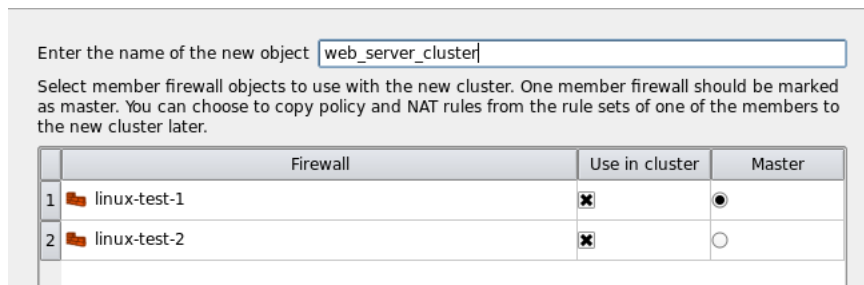 Enter the name of the new object web_server_cluster
Select member firewall objects to use with the new cluster. One member firewall should be marked
as master. You can choose to copy policy and NAT rules from the rule sets of one of the members to
the new cluster later.
Firewall Use in cluster Master
1 linux-test-1
2 linux-test-2